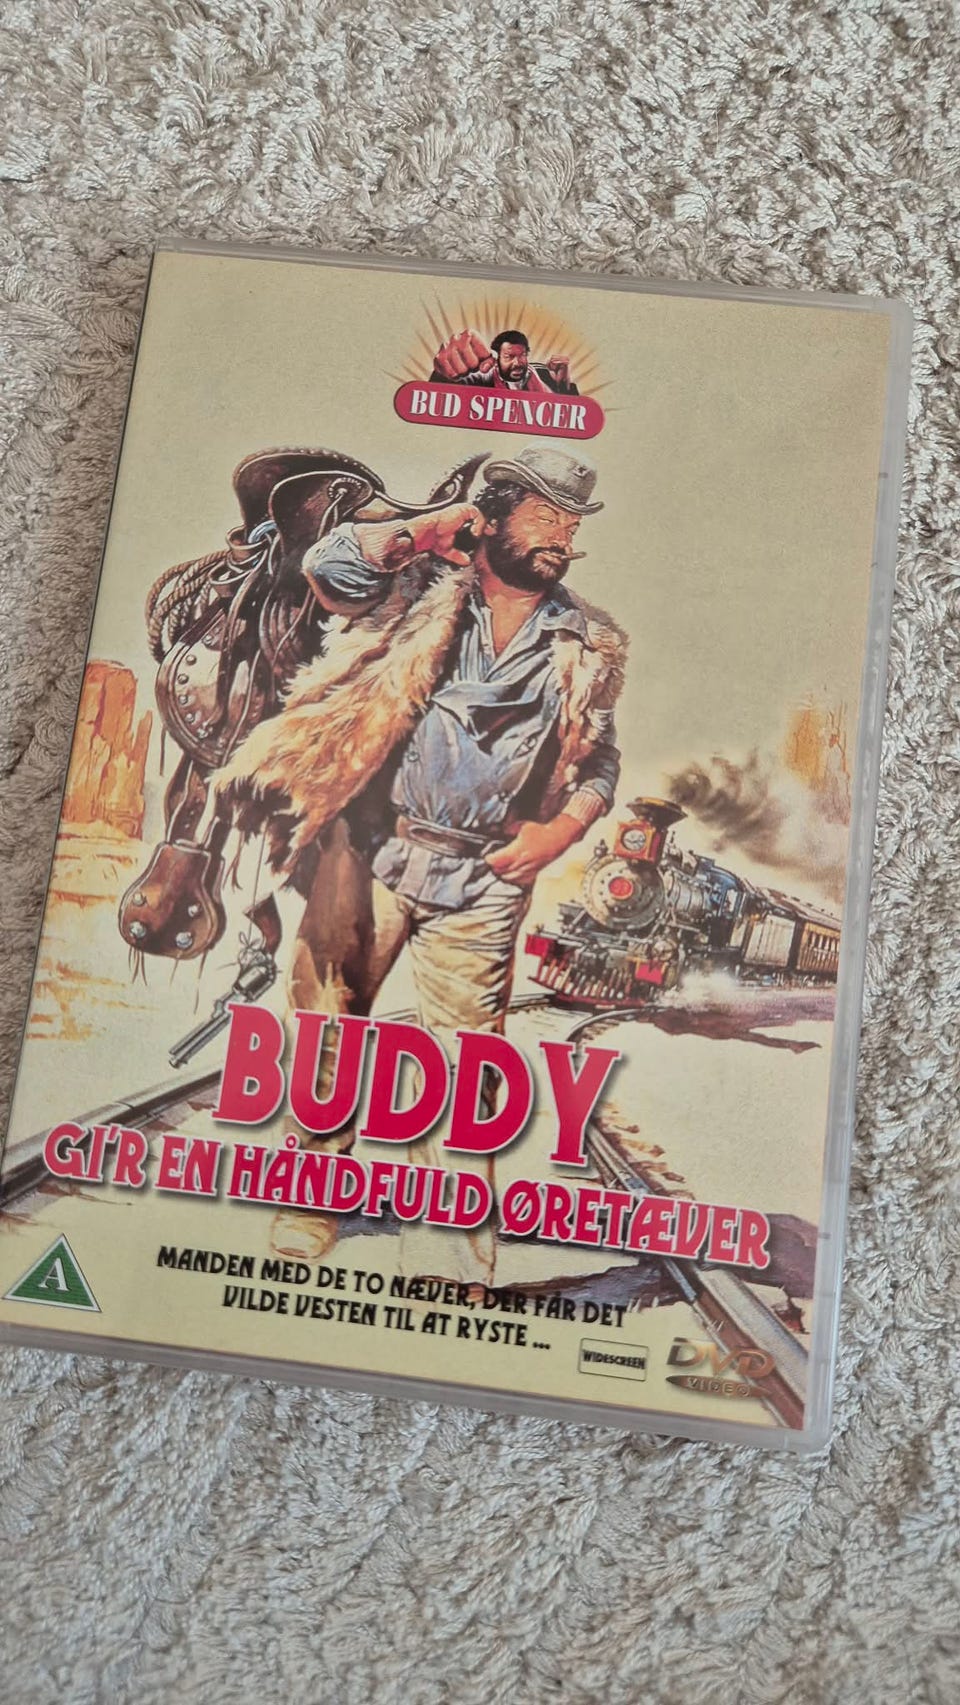 BUD SPENCER
BUDDY
GI'R EN HÅNDFULD ØRETÆVER
A
MANDEN MED DE TO NÆVER, DER FÅR DET
VILDE VESTEN TIL AT RYSTE ...
WIDESCREEN
DVD
VIDEO